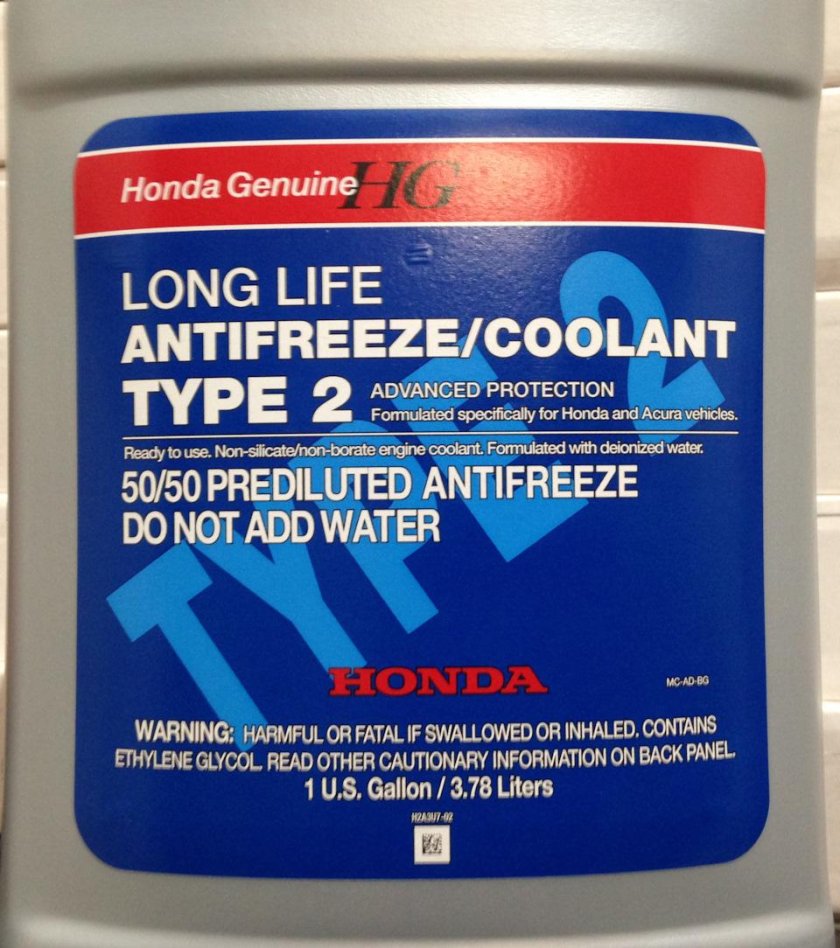 Honda Genuine HG
LONG LIFE
ANTIFREEZE/COOLANT
TYPE 2
ADVANCED PROTECTION
Formulated specifically for Honda and Acura vehicles.
Ready to use. Non-silicate/non-borate engine coolant. Formulated with deionized water.
50/50 PREDILUTED ANTIFREEZE
DO NOT ADD WATER
TYPE 2
HONDA
MC-AD-BG
WARNING: HARMFUL OR FATAL IF SWALLOWED OR INHALED. CONTAINS
ETHYLENE GLYCOL. READ OTHER CAUTIONARY INFORMATION ON BACK PANEL.
1 U.S. Gallon / 3.78 Liters
H2A3U7-02